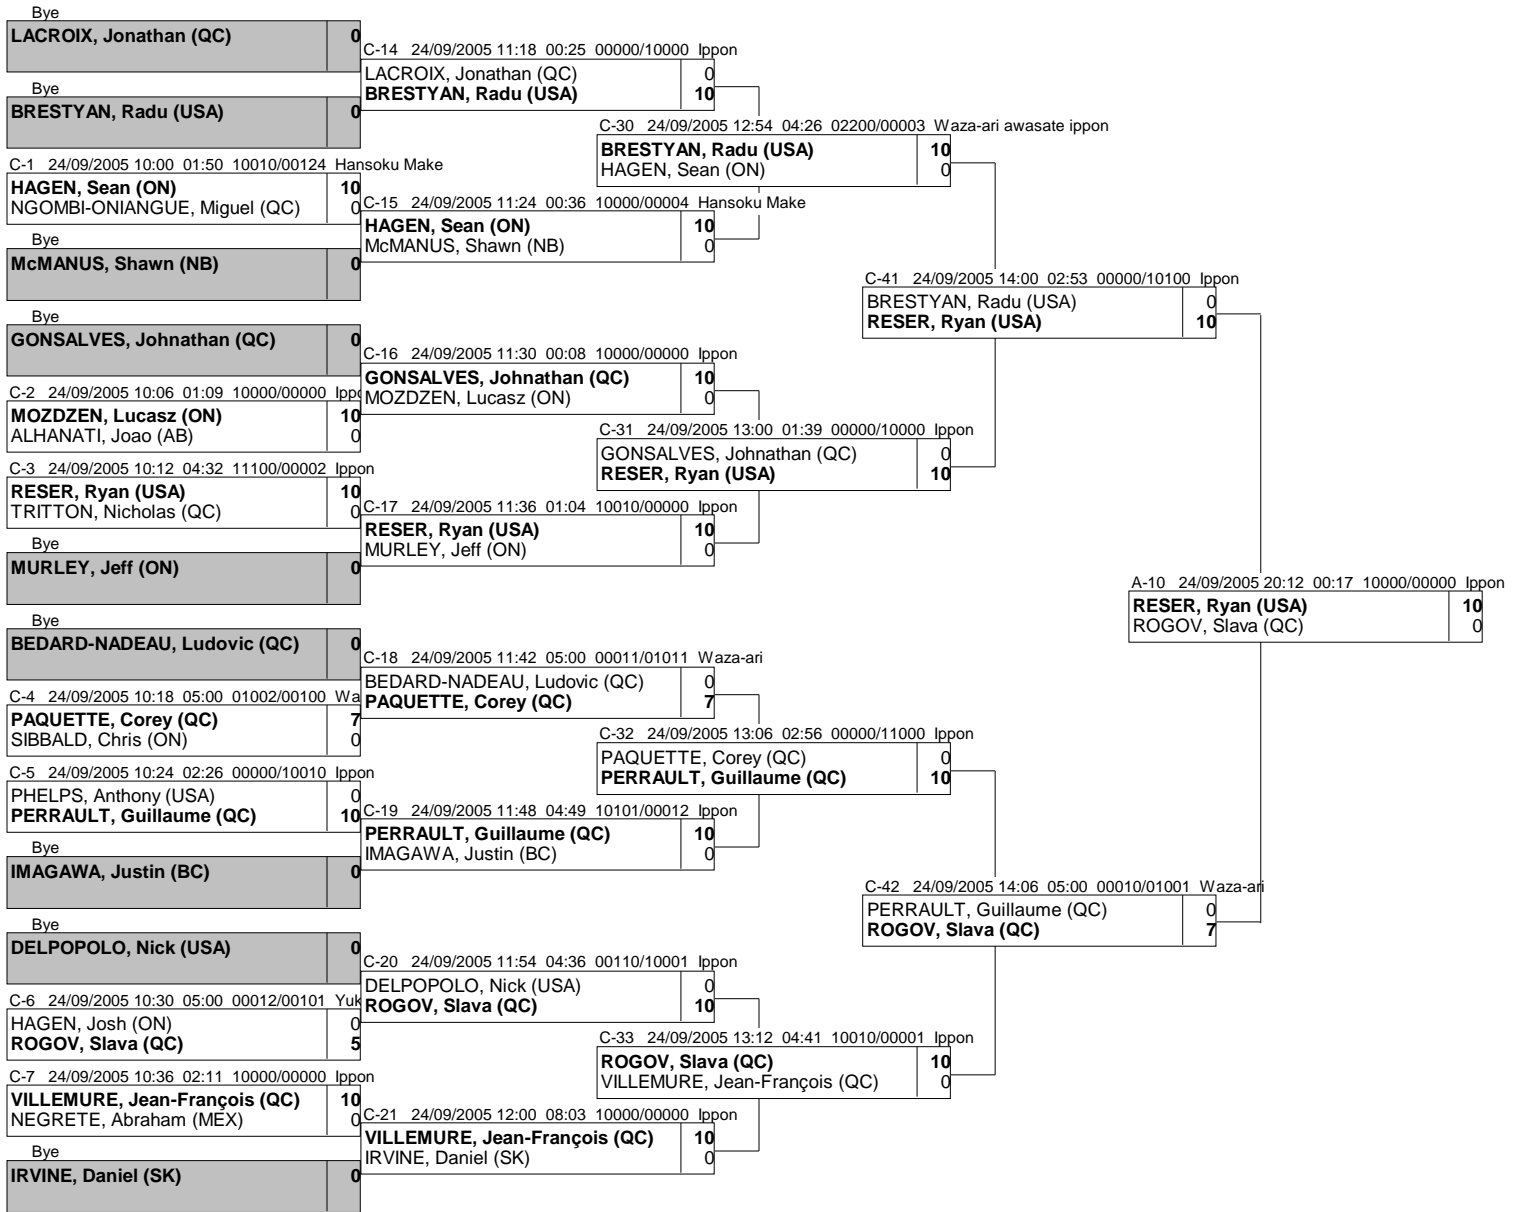 Bye
LACROIX, Jonathan (QC) 0
Bye
BRESTYAN, Radu (USA) 0
C-1 24/09/2005 10:00 01:50 10010/00124 Hansoku Make
HAGEN, Sean (ON) 10
NGOMBI-ONIANGUE, Miguel (QC) 0
Bye
McMANUS, Shawn (NB) 0
Bye
GONSALVES, Johnathan (QC) 0
C-2 24/09/2005 10:06 01:09 10000/00000 Ippo
MOZDZEN, Lucasz (ON) 10
ALHANATI, Joao (AB) 0
C-3 24/09/2005 10:12 04:32 11100/00002 Ippon
RESER, Ryan (USA) 10
TRITTON, Nicholas (QC) 0
Bye
MURLEY, Jeff (ON) 0
Bye
BEDARD-NADEAU, Ludovic (QC) 0
C-4 24/09/2005 10:18 05:00 01002/00100 Wa
PAQUETTE, Corey (QC) 7
SIBBALD, Chris (ON) 0
C-5 24/09/2005 10:24 02:26 00000/10010 Ippon
PHELPS, Anthony (USA) 0
PERRAULT, Guillaume (QC) 10
Bye
IMAGAWA, Justin (BC) 0
Bye
DELPOPOLO, Nick (USA) 0
C-6 24/09/2005 10:30 05:00 00012/00101 Yuk
HAGEN, Josh (ON) 0
ROGOV, Slava (QC) 5
C-7 24/09/2005 10:36 02:11 10000/00000 Ippon
VILLEMURE, Jean-François (QC) 10
NEGRETE, Abraham (MEX) 0
Bye
IRVINE, Daniel (SK) 0
C-14 24/09/2005 11:18 00:25 00000/10000 Ippon
LACROIX, Jonathan (QC) 0
BRESTYAN, Radu (USA) 10
C-15 24/09/2005 11:24 00:36 10000/00004 Hansoku Make
HAGEN, Sean (ON) 10
McMANUS, Shawn (NB) 0
C-16 24/09/2005 11:30 00:08 10000/00000 Ippon
GONSALVES, Johnathan (QC) 10
MOZDZEN, Lucasz (ON) 0
C-17 24/09/2005 11:36 01:04 10010/00000 Ippon
RESER, Ryan (USA) 10
MURLEY, Jeff (ON) 0
C-18 24/09/2005 11:42 05:00 00011/01011 Waza-ari
BEDARD-NADEAU, Ludovic (QC) 0
PAQUETTE, Corey (QC) 7
C-19 24/09/2005 11:48 04:49 10101/00012 Ippon
PERRAULT, Guillaume (QC) 10
IMAGAWA, Justin (BC) 0
C-20 24/09/2005 11:54 04:36 00110/10001 Ippon
DELPOPOLO, Nick (USA) 0
ROGOV, Slava (QC) 10
C-21 24/09/2005 12:00 08:03 10000/00000 Ippon
VILLEMURE, Jean-François (QC) 10
IRVINE, Daniel (SK) 0
C-30 24/09/2005 12:54 04:26 02200/00003 Waza-ari awasate ippon
BRESTYAN, Radu (USA) 10
HAGEN, Sean (ON) 0
C-31 24/09/2005 13:00 01:39 00000/10000 Ippon
GONSALVES, Johnathan (QC) 0
RESER, Ryan (USA) 10
C-32 24/09/2005 13:06 02:56 00000/11000 Ippon
PAQUETTE, Corey (QC) 0
PERRAULT, Guillaume (QC) 10
C-33 24/09/2005 13:12 04:41 10010/00001 Ippon
ROGOV, Slava (QC) 10
VILLEMURE, Jean-François (QC) 0
C-41 24/09/2005 14:00 02:53 00000/10100 Ippon
BRESTYAN, Radu (USA) 0
RESER, Ryan (USA) 10
C-42 24/09/2005 14:06 05:00 00010/01001 Waza-ari
PERRAULT, Guillaume (QC) 0
ROGOV, Slava (QC) 7
A-10 24/09/2005 20:12 00:17 10000/00000 Ippon
RESER, Ryan (USA) 10
ROGOV, Slava (QC) 0